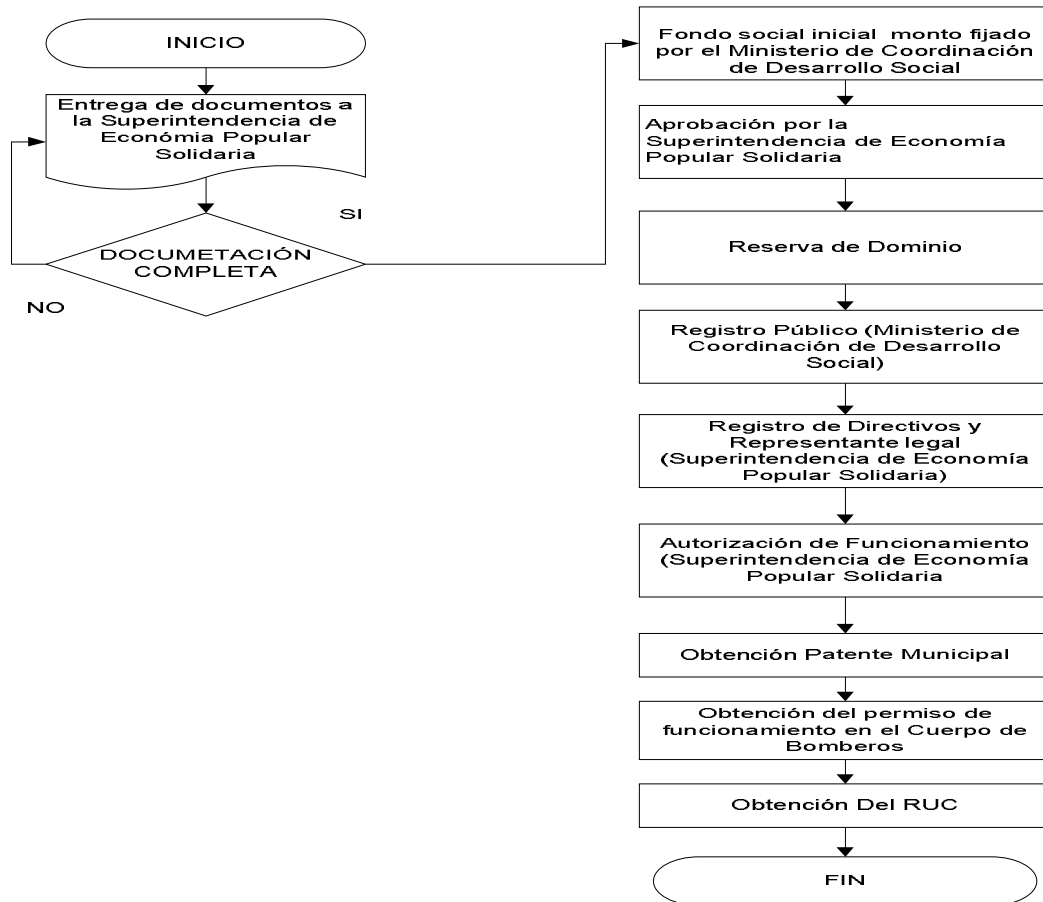 INICIO
Entrega de documentos a
la Superintendencia de
Económia Popular
Solidaria
SI
DOCUMETACIÓN
COMPLETA
NO
Fondo social inicial monto fijado
por el Ministerio de Coordinación
de Desarrollo Social
Aprobación por la
Superintendencia de Economía
Popular Solidaria
Reserva de Dominio
Registro Público (Ministerio de
Coordinación de Desarrollo
Social)
Registro de Directivos y
Representante legal
(Superintendencia de Economía
Popular Solidaria)
Autorización de Funcionamiento
(Superintendencia de Economía
Popular Solidaria
Obtención Patente Municipal
Obtención del permiso de
funcionamiento en el Cuerpo de
Bomberos
Obtención Del RUC
FIN